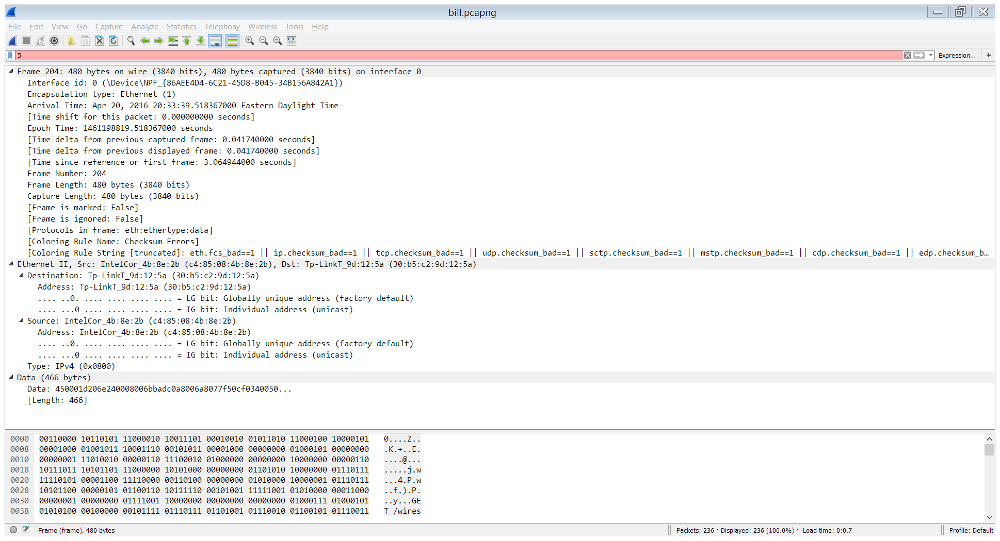 bill.pcapng
File Edit View Go Capture Analyze Statistics Telephony Wireless Tools Help
5 Expression... +
Frame 204: 480 bytes on wire (3840 bits), 480 bytes captured (3840 bits) on interface 0
Interface id: 0 (\Device\NPF_{86AEE4D4-6C21-45D8-B045-34B156A842A1})
Encapsulation type: Ethernet (1)
Arrival Time: Apr 20, 2016 20:33:39.518367000 Eastern Daylight Time
[Time shift for this packet: 0.000000000 seconds]
Epoch Time: 1461198819.518367000 seconds
[Time delta from previous captured frame: 0.041740000 seconds]
[Time delta from previous displayed frame: 0.041740000 seconds]
[Time since reference or first frame: 3.064944000 seconds]
Frame Number: 204
Frame Length: 480 bytes (3840 bits)
Capture Length: 480 bytes (3840 bits)
[Frame is marked: False]
[Frame is ignored: False]
[Protocols in frame: eth:ethertype:data]
[Coloring Rule Name: Checksum Errors]
[Coloring Rule String [truncated]: eth.fcs_bad==1 || ip.checksum_bad==1 || tcp.checksum_bad==1 || udp.checksum_bad==1 || sctp.checksum_bad==1 || mstp.checksum_bad==1 || cdp.checksum_bad==1 || edp.checksum_b...
Ethernet II, Src: IntelCor_4b:8e:2b (c4:85:08:4b:8e:2b), Dst: Tp-LinkT_9d:12:5a (30:b5:c2:9d:12:5a)
Destination: Tp-LinkT_9d:12:5a (30:b5:c2:9d:12:5a)
Address: Tp-LinkT_9d:12:5a (30:b5:c2:9d:12:5a)
.... ..0. .... .... .... .... = LG bit: Globally unique address (factory default)
.... ...0 .... .... .... .... = IG bit: Individual address (unicast)
Source: IntelCor_4b:8e:2b (c4:85:08:4b:8e:2b)
Address: IntelCor_4b:8e:2b (c4:85:08:4b:8e:2b)
.... ..0. .... .... .... .... = LG bit: Globally unique address (factory default)
.... ...0 .... .... .... .... = IG bit: Individual address (unicast)
Type: IPv4 (0x0800)
Data (466 bytes)
Data: 450001d206e240008006bbadc0a8006a8077f50cf0340050...
[Length: 466]
0000 00110000 10110101 11000010 10011101 00010010 01011010 11000100 10000101 0....Z..
0008 00001000 01001011 10001110 00101011 00001000 00000000 01000101 00000000 .K.+..E.
0010 00000001 11010010 00000110 11100010 01000000 00000000 10000000 00000110 ....@...
0018 10111011 10101101 11000000 10101000 00000000 01101010 10000000 01110111 .....j.w
0020 11110101 00001100 11110000 00110100 00000000 01010000 10000001 01110111 ...4.P.w
0028 10101100 00000101 01100110 10111110 00101001 11111001 01010000 00011000 ..f.).P.
0030 00000001 00000000 01111001 10000000 00000000 00000000 01000111 01000101 ..y...GE
0038 01010100 00100000 00101111 01110111 01101001 01110010 01100101 01110011 T /wires
Frame (frame), 480 bytes Packets: 236 · Displayed: 236 (100.0%) · Load time: 0:0.7 Profile: Default